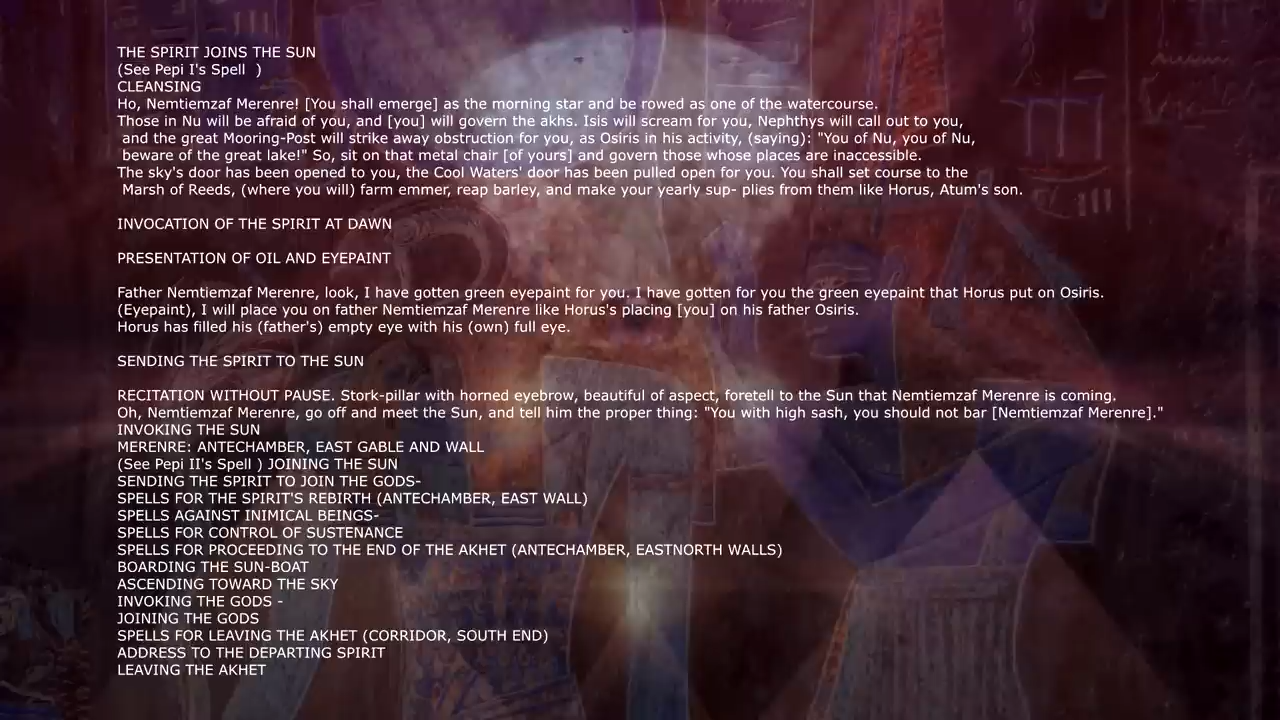 THE SPIRIT JOINS THE SUN
(See Pepi I's Spell  )
CLEANSING
Ho, Nemtiemzaf Merenre! [You shall emerge] as the morning star and be rowed as one of the watercourse.
Those in Nu will be afraid of you, and [you] will govern the akhs. Isis will scream for you, Nephthys will call out to you,
and the great Mooring-Post will strike away obstruction for you, as Osiris in his activity, (saying): "You of Nu, you of Nu,
beware of the great lake!" So, sit on that metal chair [of yours] and govern those whose places are inaccessible.
The sky's door has been opened to you, the Cool Waters' door has been pulled open for you. You shall set course to the
Marsh of Reeds, (where you will) farm emmer, reap barley, and make your yearly sup- plies from them like Horus, Atum's son.
INVOCATION OF THE SPIRIT AT DAWN
PRESENTATION OF OIL AND EYEPAINT
Father Nemtiemzaf Merenre, look, I have gotten green eyepaint for you. I have gotten for you the green eyepaint that Horus put on Osiris.
(Eyepaint), I will place you on father Nemtiemzaf Merenre like Horus's placing [you] on his father Osiris.
Horus has filled his (father's) empty eye with his (own) full eye.
SENDING THE SPIRIT TO THE SUN
RECITATION WITHOUT PAUSE. Stork-pillar with horned eyebrow, beautiful of aspect, foretell to the Sun that Nemtiemzaf Merenre is coming.
Oh, Nemtiemzaf Merenre, go off and meet the Sun, and tell him the proper thing: "You with high sash, you should not bar [Nemtiemzaf Merenre]."
INVOKING THE SUN
MERENRE: ANTECHAMBER, EAST GABLE AND WALL
(See Pepi II's Spell ) JOINING THE SUN
SENDING THE SPIRIT TO JOIN THE GODS-
SPELLS FOR THE SPIRIT'S REBIRTH (ANTECHAMBER, EAST WALL)
SPELLS AGAINST INIMICAL BEINGS-
SPELLS FOR CONTROL OF SUSTENANCE
SPELLS FOR PROCEEDING TO THE END OF THE AKHET (ANTECHAMBER, EASTNORTH WALLS)
BOARDING THE SUN-BOAT
ASCENDING TOWARD THE SKY
INVOKING THE GODS -
JOINING THE GODS
SPELLS FOR LEAVING THE AKHET (CORRIDOR, SOUTH END)
ADDRESS TO THE DEPARTING SPIRIT
LEAVING THE AKHET